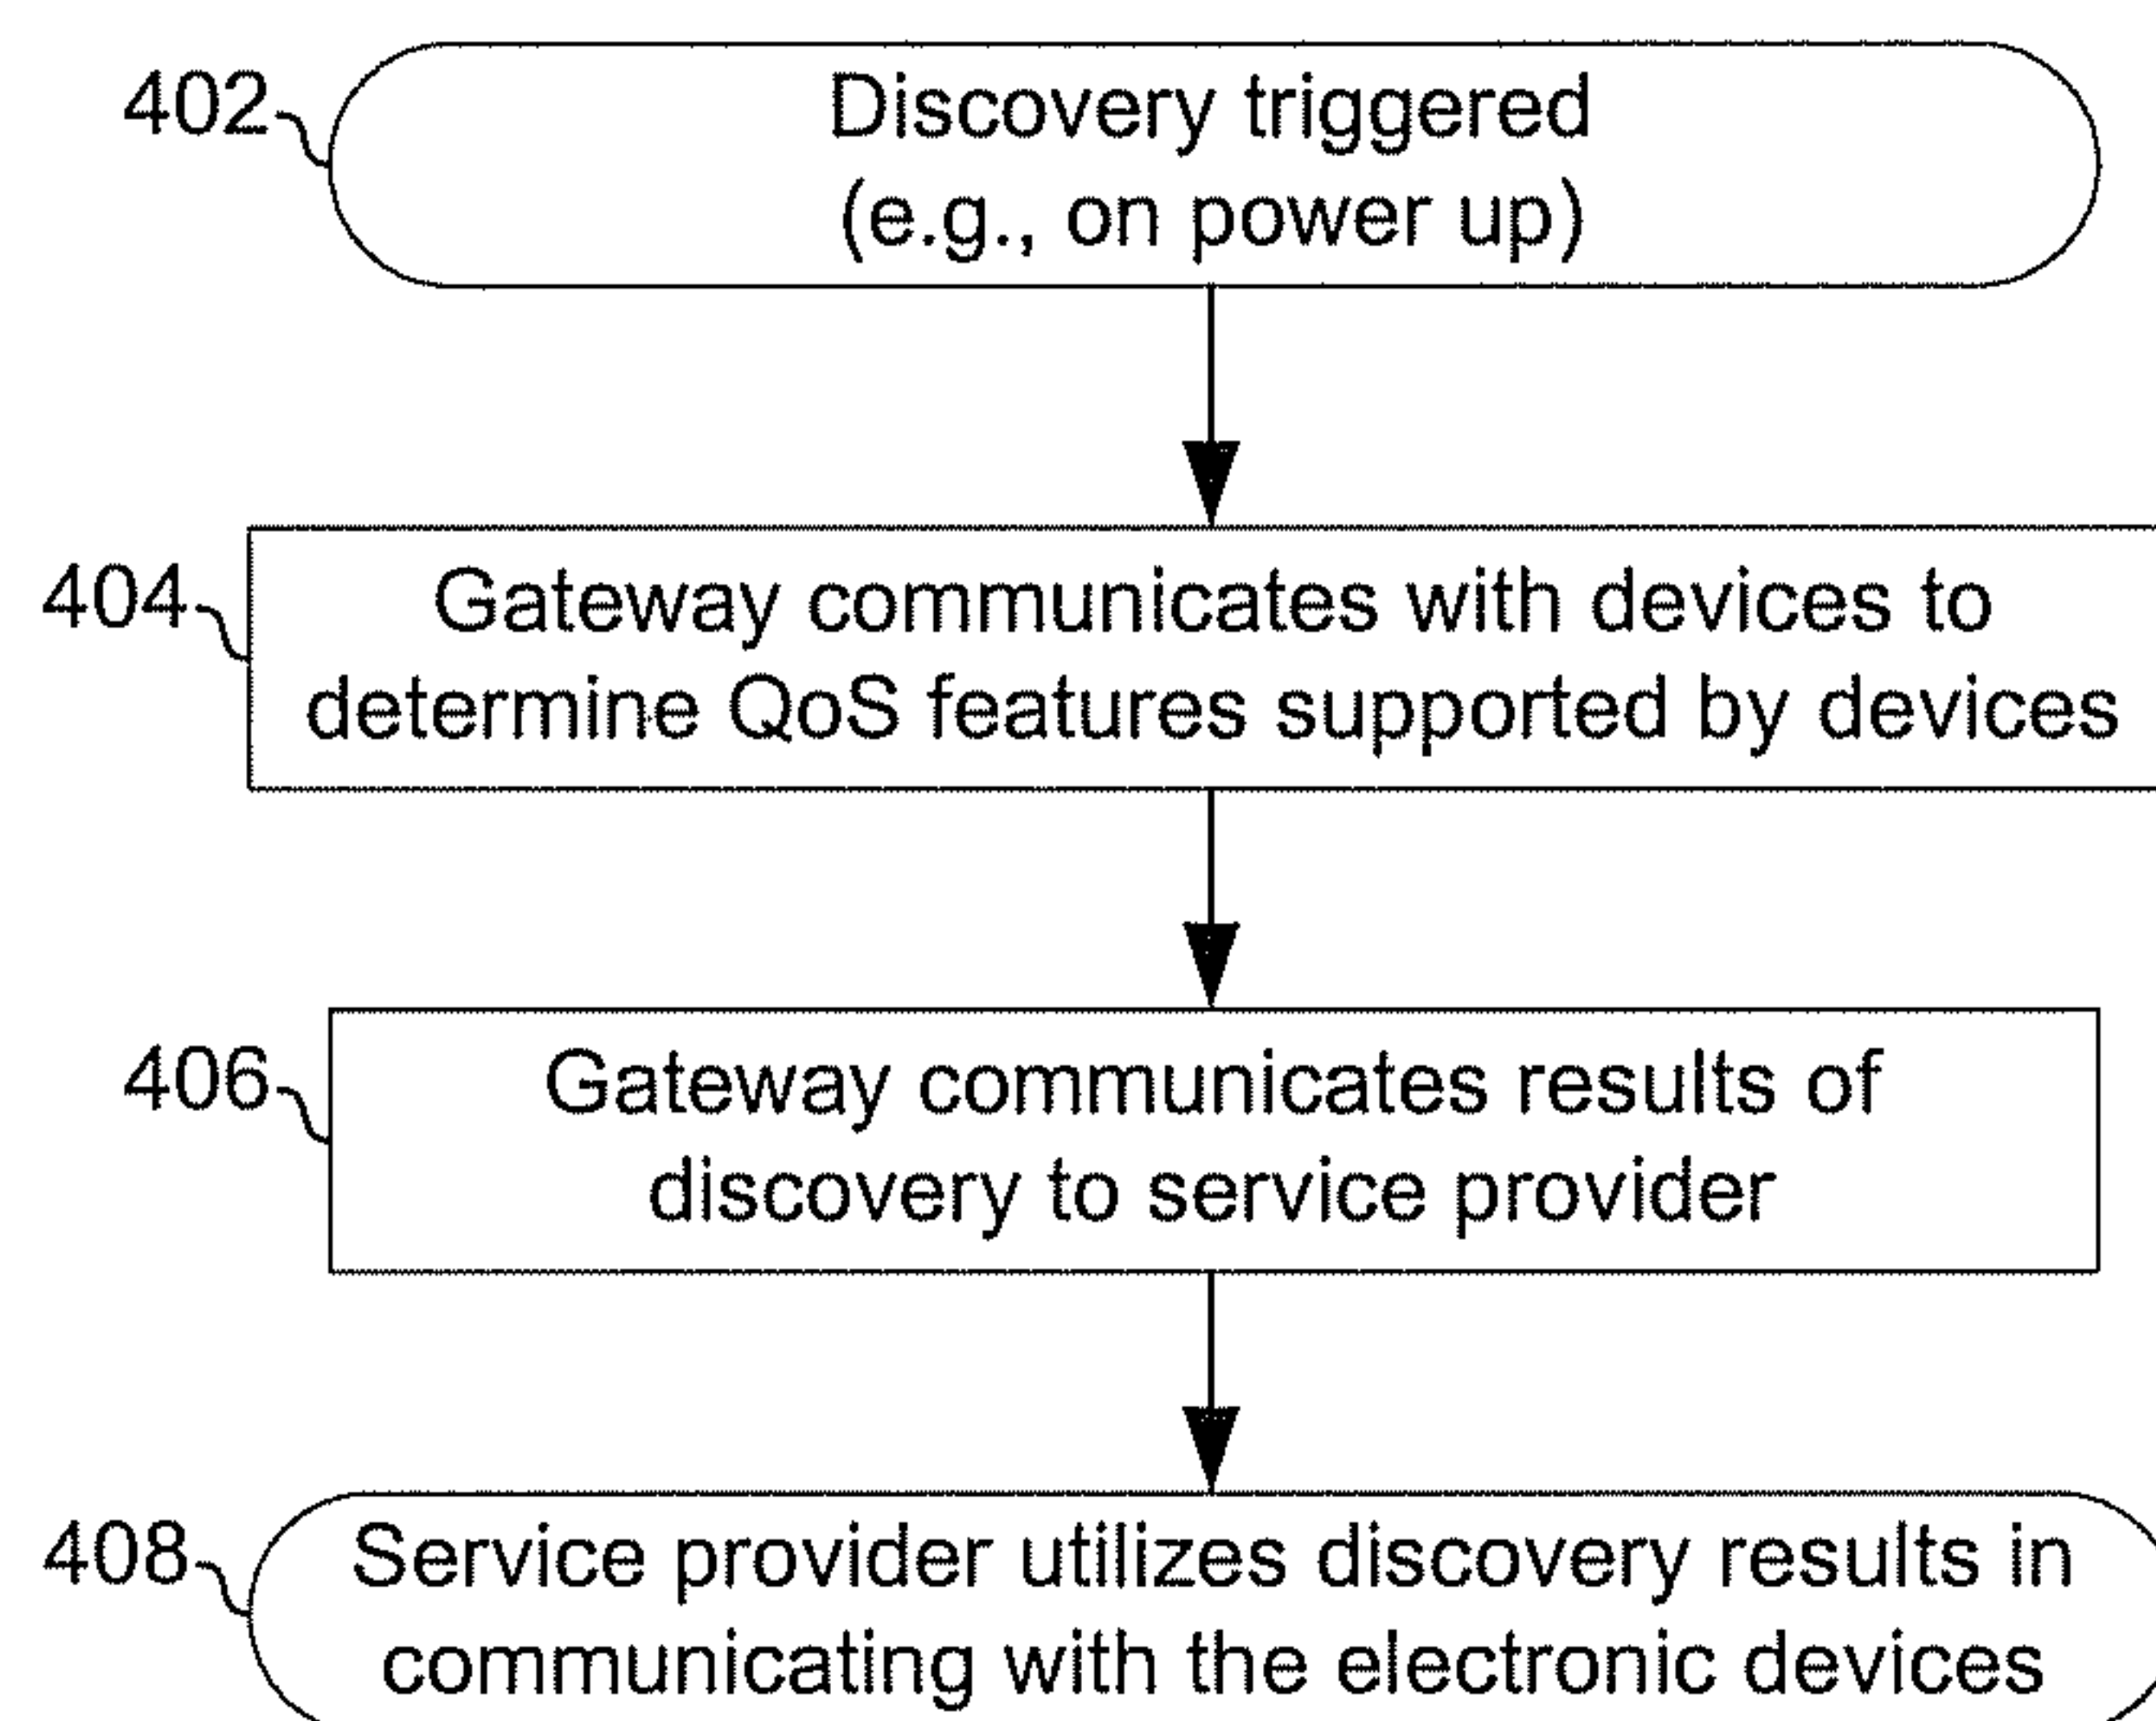 402
Discovery triggered
(e.g., on power up)
404
Gateway communicates with devices to
determine QoS features supported by devices
406
Gateway communicates results of
discovery to service provider
408
Service provider utilizes discovery results in
communicating with the electronic devices